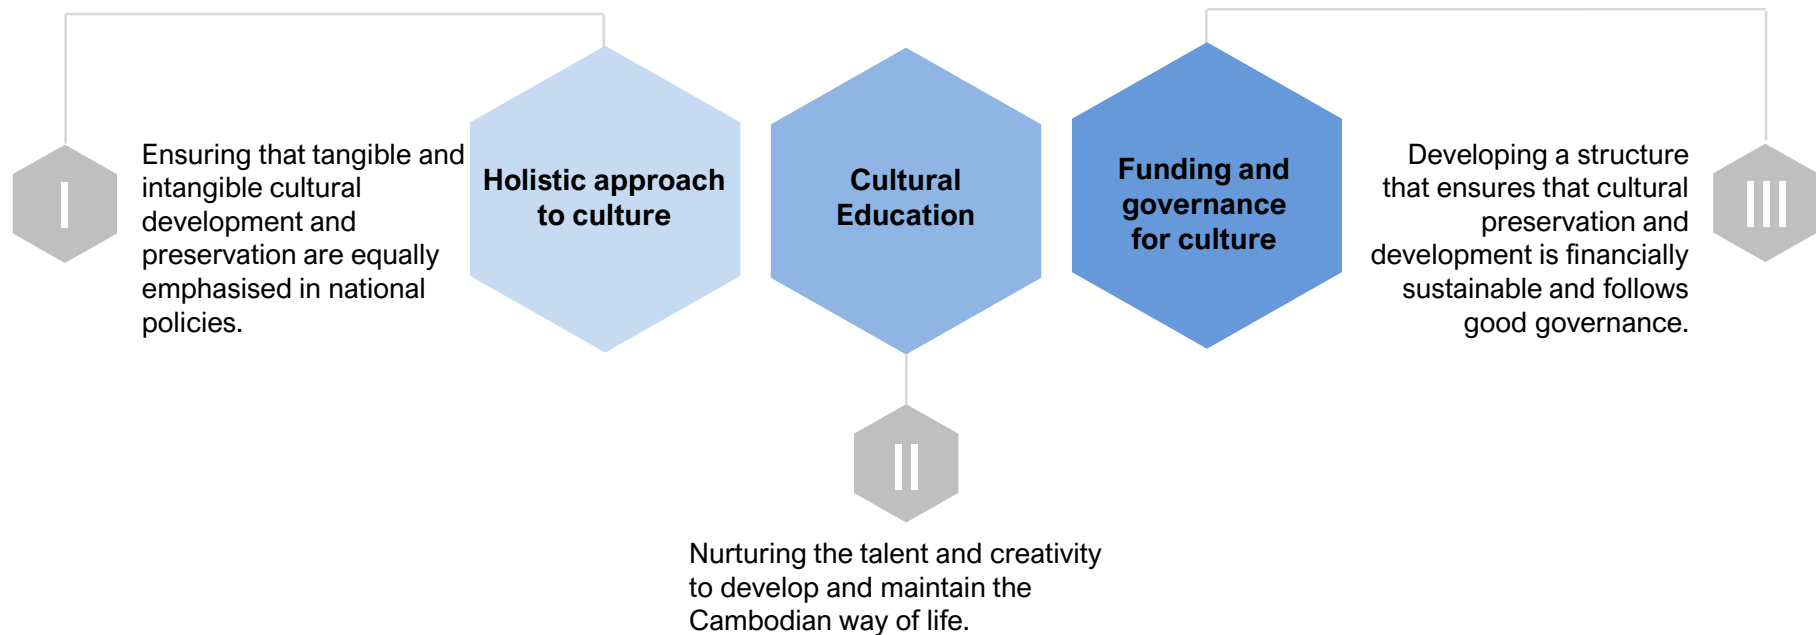 I
Ensuring that tangible and
intangible cultural
development and
preservation are equally
emphasised in national
policies.
Holistic approach
to culture
Cultural
Education
II
Nurturing the talent and creativity
to develop and maintain the
Cambodian way of life.
Funding and
governance
for culture
III
Developing a structure
that ensures that cultural
preservation and
development is financially
sustainable and follows
good governance.